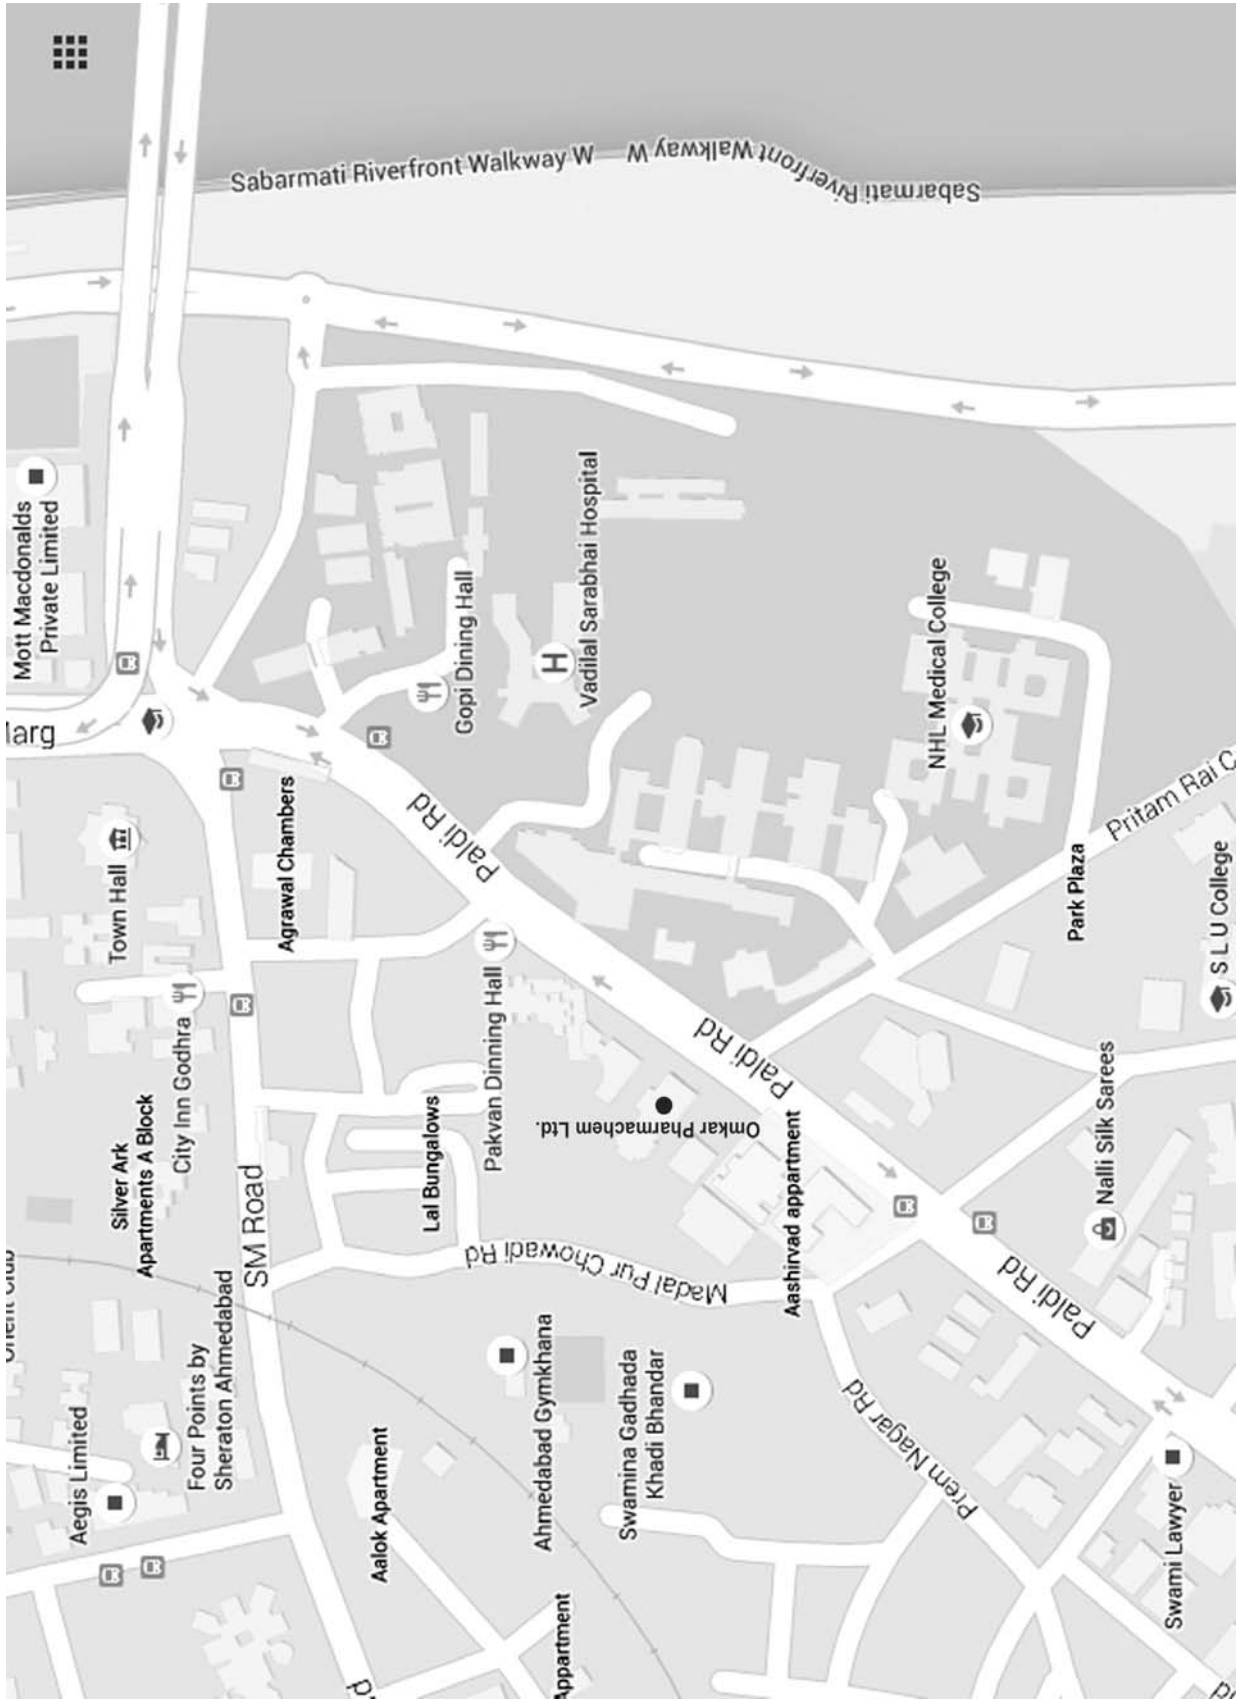 Sabarmati Riverfront Walkway W
Sabarmati Riverfront Walkway W
Mott Macdonalds
Private Limited
Gopi Dining Hall
Vadilal Sarabhai Hospital
NHL Medical College
Town Hall
Agrawal Chambers
Paldi Rd
Pritam Rai
Park Plaza
S L U College
City Inn Godhra
Pakvan Dinning Hall
Paldi Rd
Omkar Pharmachem Ltd.
Silver Ark
Apartments A Block
Lal Bungalows
Nalli Silk Sarees
SM Road
Madal Pur Chowadi Rd
Aashirvad appartment
Paldi Rd
Four Points by
Sheraton Ahmedabad
Ahmedabad Gymkhana
Swamina Gadhada
Khadi Bhandar
Prem Nagar Rd
Aegis Limited
Aalok Apartment
Swami Lawyer
Appartment